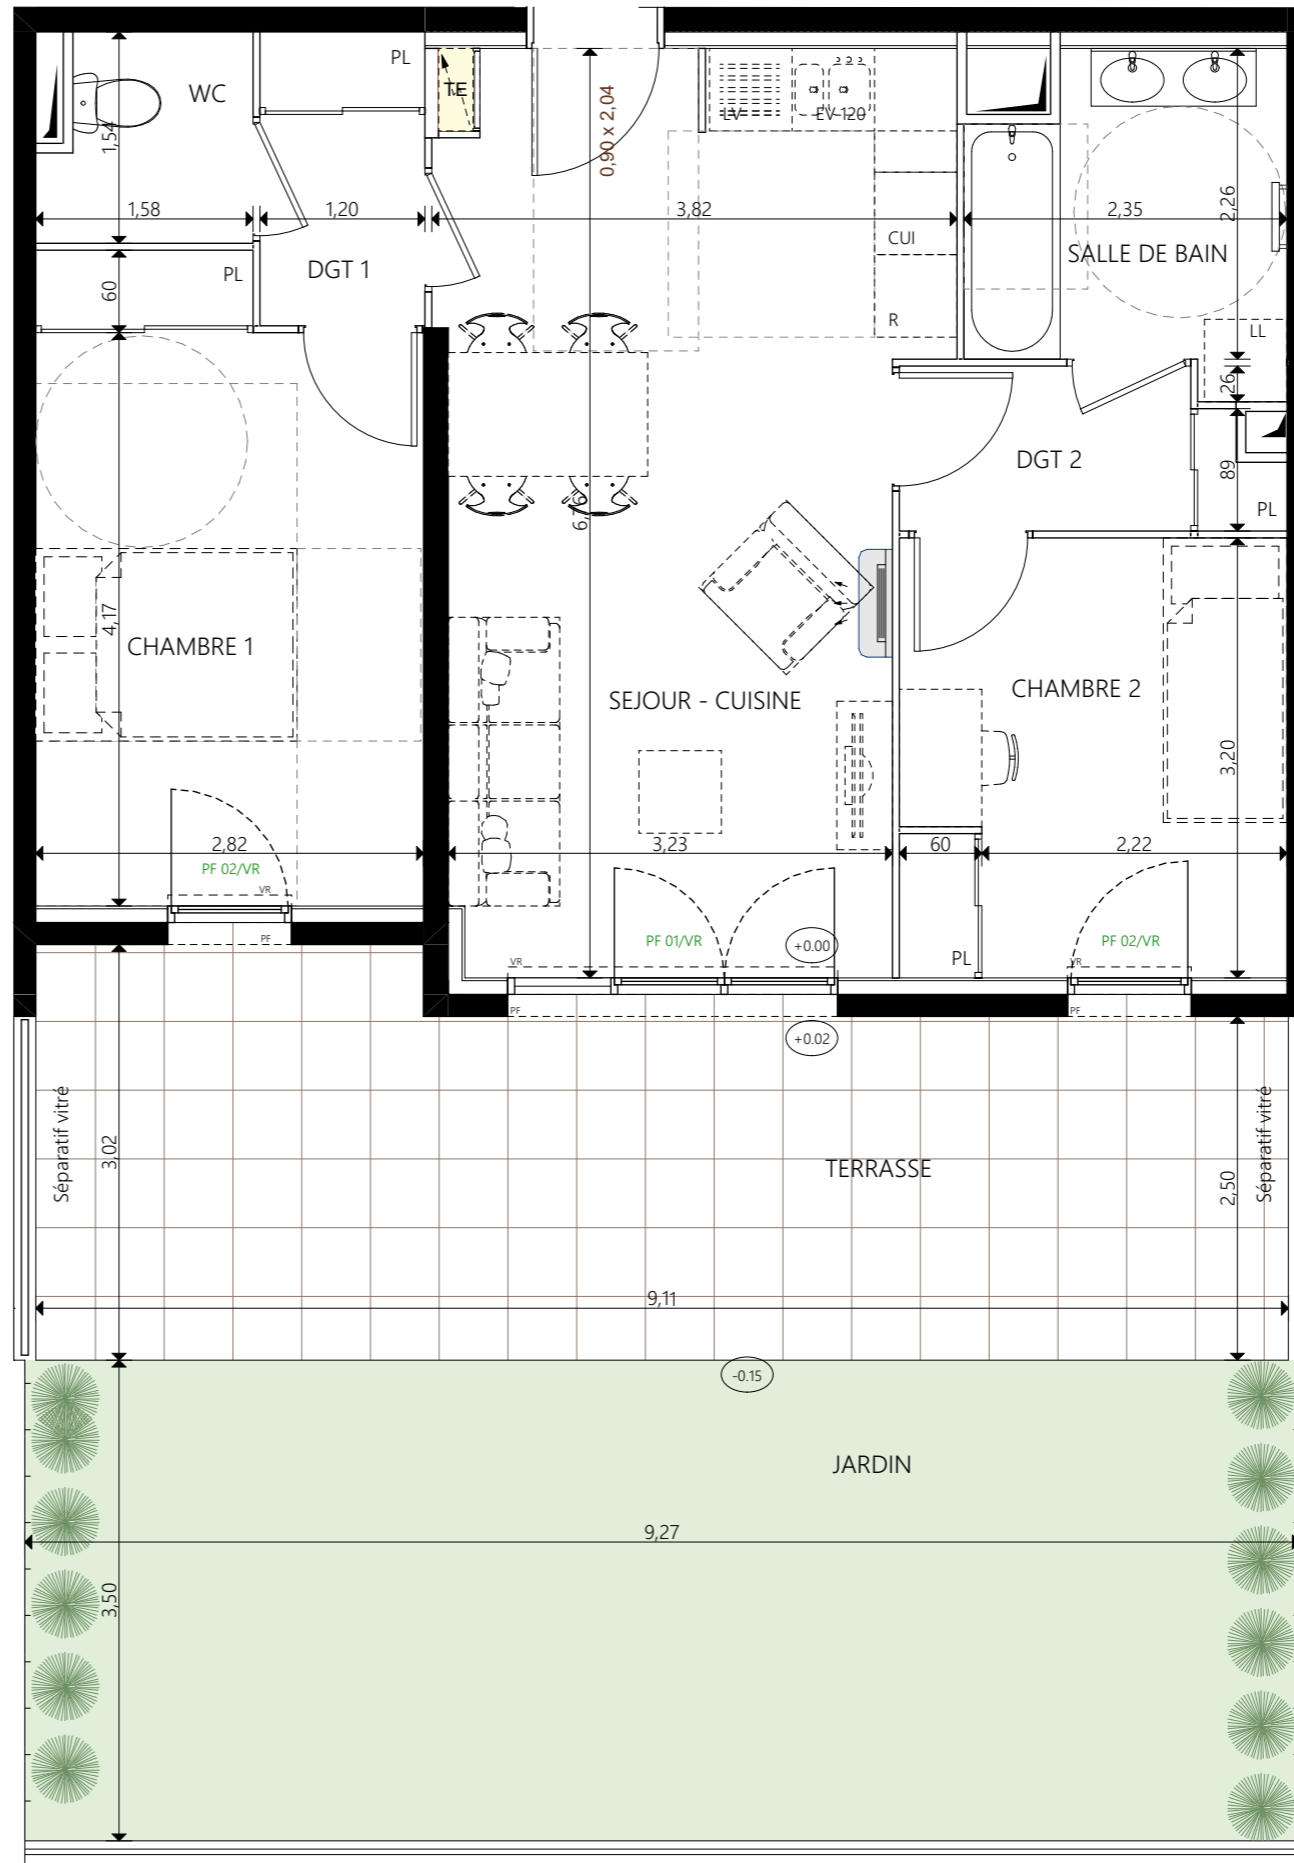 PL
TE
WC
1,54
0,90 x 2,04
LV
EV 120
1,58
1,20
3,82
2,35
2,26
CUI
SALLE DE BAIN
DGT 1
PL
60
R
LL
26
DGT 2
89
PL
6,76
4,17
CHAMBRE 1
SEJOUR - CUISINE
CHAMBRE 2
3,20
2,82
3,23
60
2,22
PF 02/VR
VR
PF
PF 01/VR
+0.00
PF 02/VR
VR
PL
VR
PF
PF
+0.02
Séparatif vitré
3,02
TERRASSE
2,50
Séparatif vitré
9,11
-0.15
JARDIN
9,27
3,50